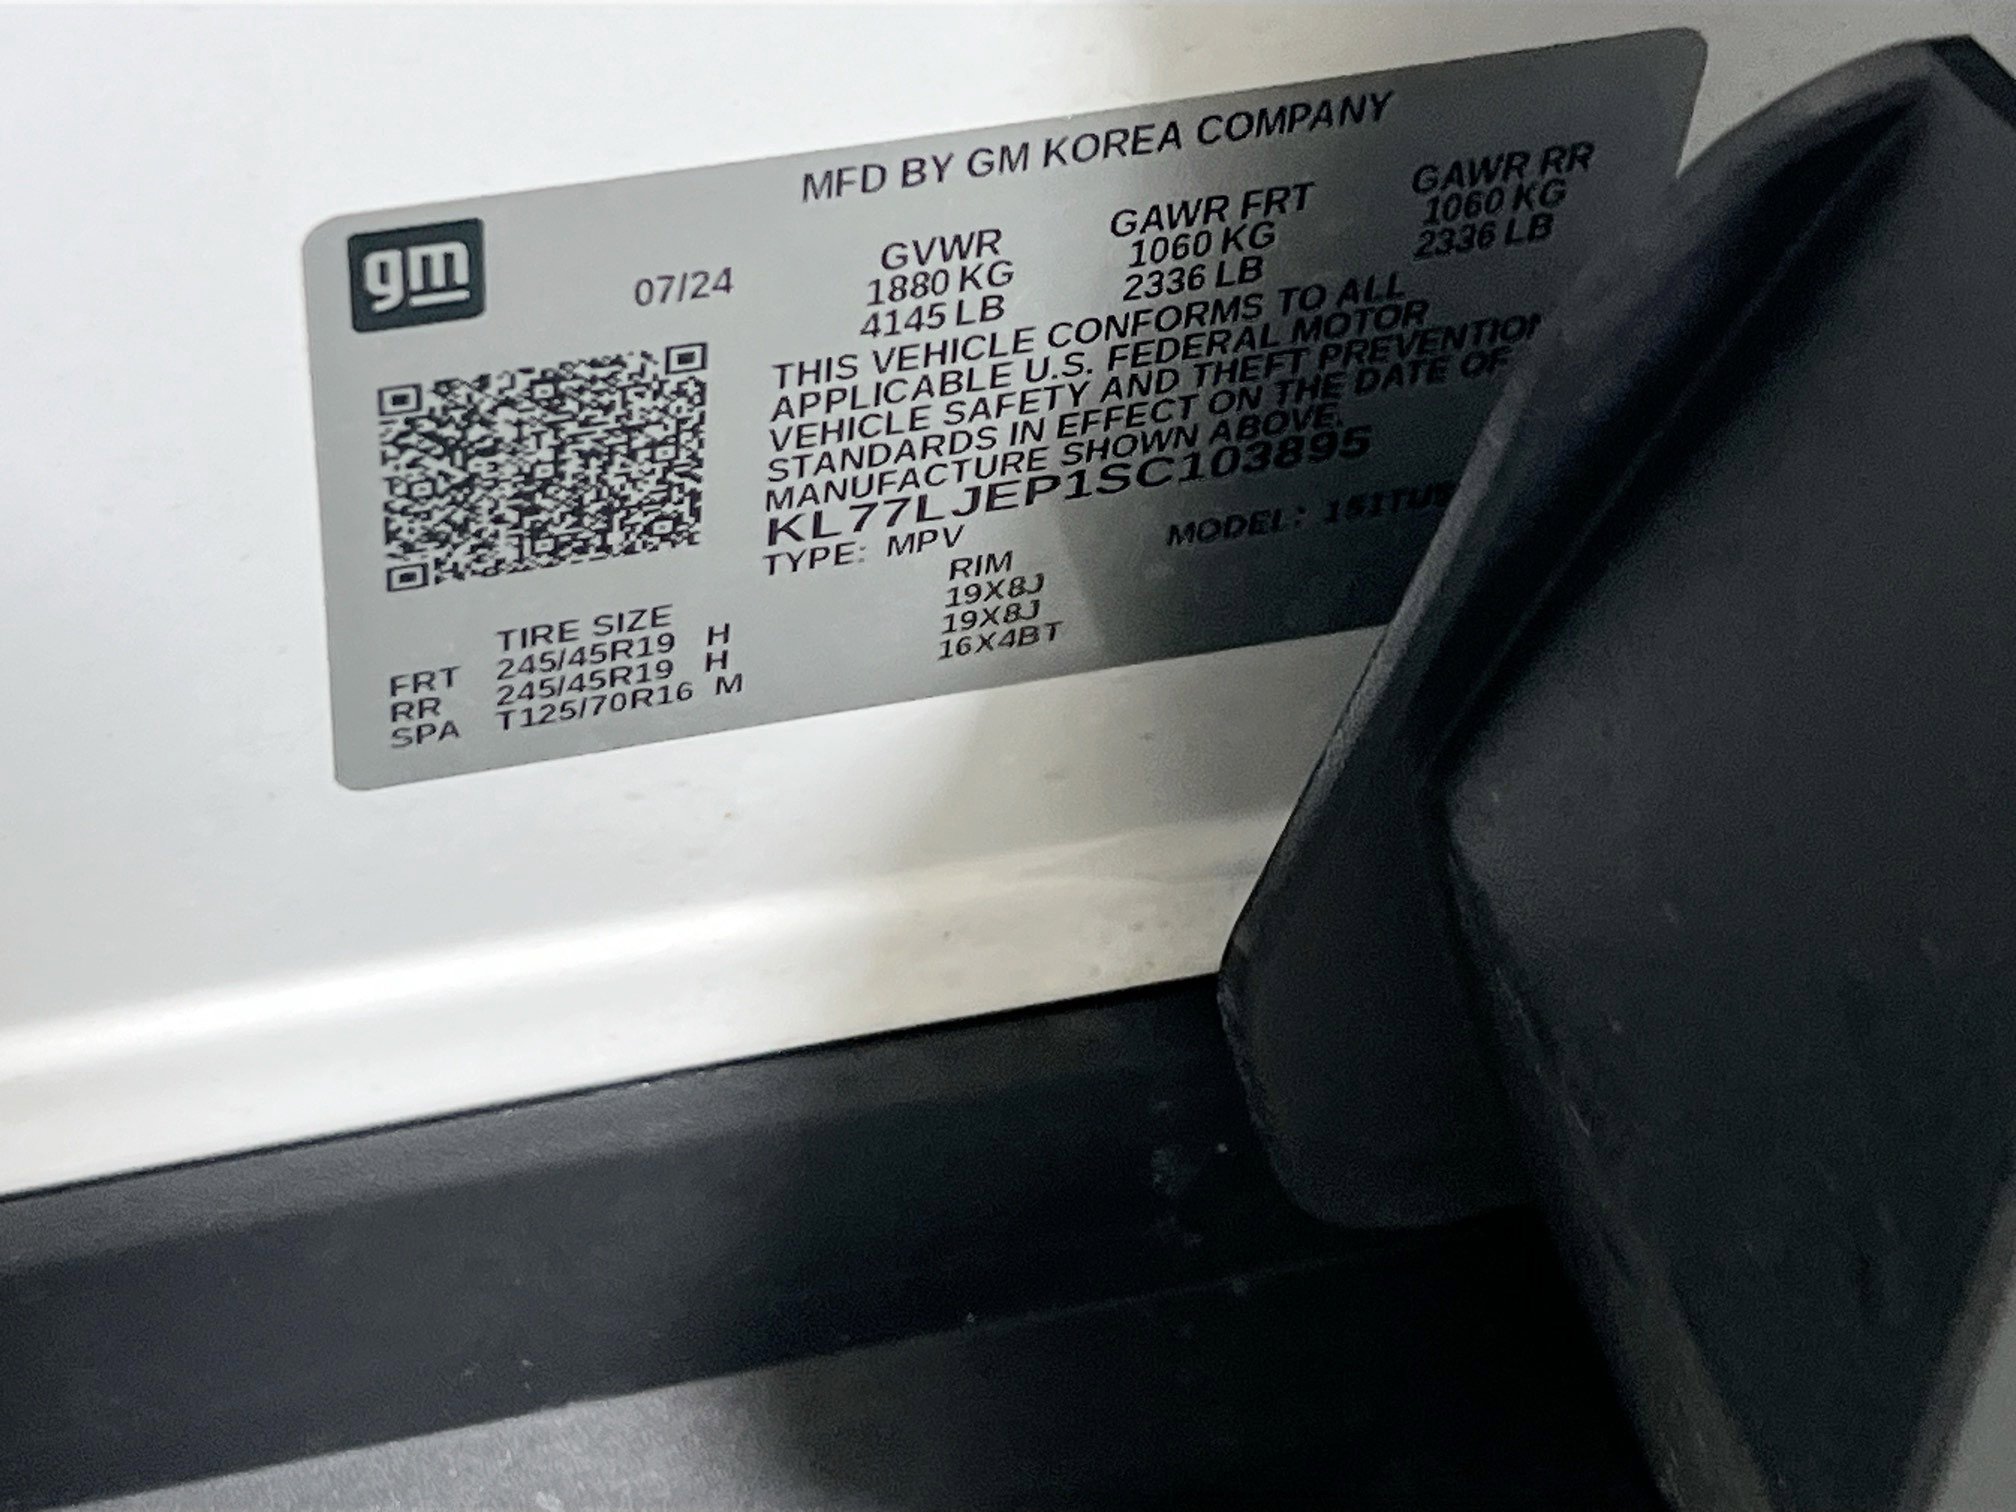 MFD BY GM KOREA COMPANY
gm
07/24
GVWR GAWR FRT GAWR RR
1880 KG 1060 KG 1060 KG
4145 LB 2336 LB 2336 LB
THIS VEHICLE CONFORMS TO ALL
APPLICABLE U.S. FEDERAL MOTOR
VEHICLE SAFETY AND THEFT PREVENTION
STANDARDS IN EFFECT ON THE DATE OF
MANUFACTURE SHOWN ABOVE.
KL77LJEP1SC103895
TYPE: MPV MODEL:
TIRE SIZE RIM
FRT 245/45R19 H 19X8J
RR 245/45R19 H 19X8J
SPA T125/70R16 M 16X4BT